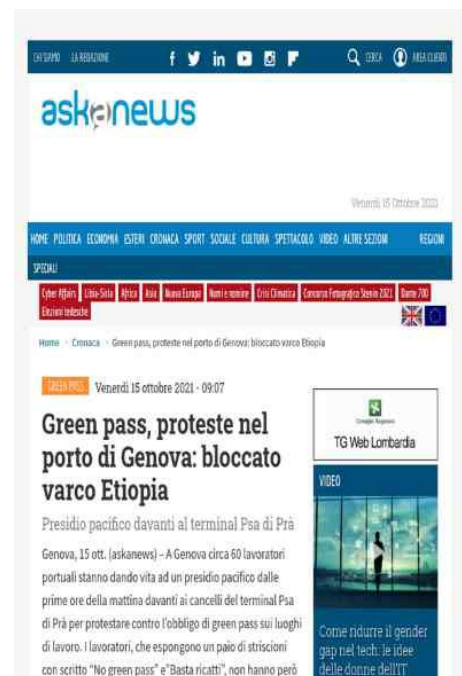 CHI SIAMO LA REDAZIONE CERCA AREA CLIENTI
askanews
Venerdì 15 Ottobre 2021
HOME POLITICA ECONOMIA ESTERI CRONACA SPORT SOCIALE CULTURA SPETTACOLO VIDEO ALTRE SEZIONI REGIONI
SPECIALI
Cyber Affairs Libia-Siria Africa Asia Nuova Europa Nomi e nomine Crisi Climatica Concorso Fotografico Stenin 2021 Dante 700
Elezioni tedesche
Home Cronaca Green pass, proteste nel porto di Genova: bloccato varco Etiopia
GREEN PASS Venerdì 15 ottobre 2021 - 09:07
Green pass, proteste nel
porto di Genova: bloccato
varco Etiopia
Presidio pacifico davanti al terminal Psa di Prà
Genova, 15 ott. (askanews) – A Genova circa 60 lavoratori
portuali stanno dando vita ad un presidio pacifico dalle
prime ore della mattina davanti ai cancelli del terminal Psa
di Prà per protestare contro l'obbligo di green pass sui luoghi
di lavoro. I lavoratori, che espongono un paio di striscioni
con scritto "No green pass" e"Basta ricatti", non hanno però
Consiglio Regionale
TG Web Lombardia
VIDEO
Come ridurre il gender
gap nel tech: le idee
delle donne dell'IT